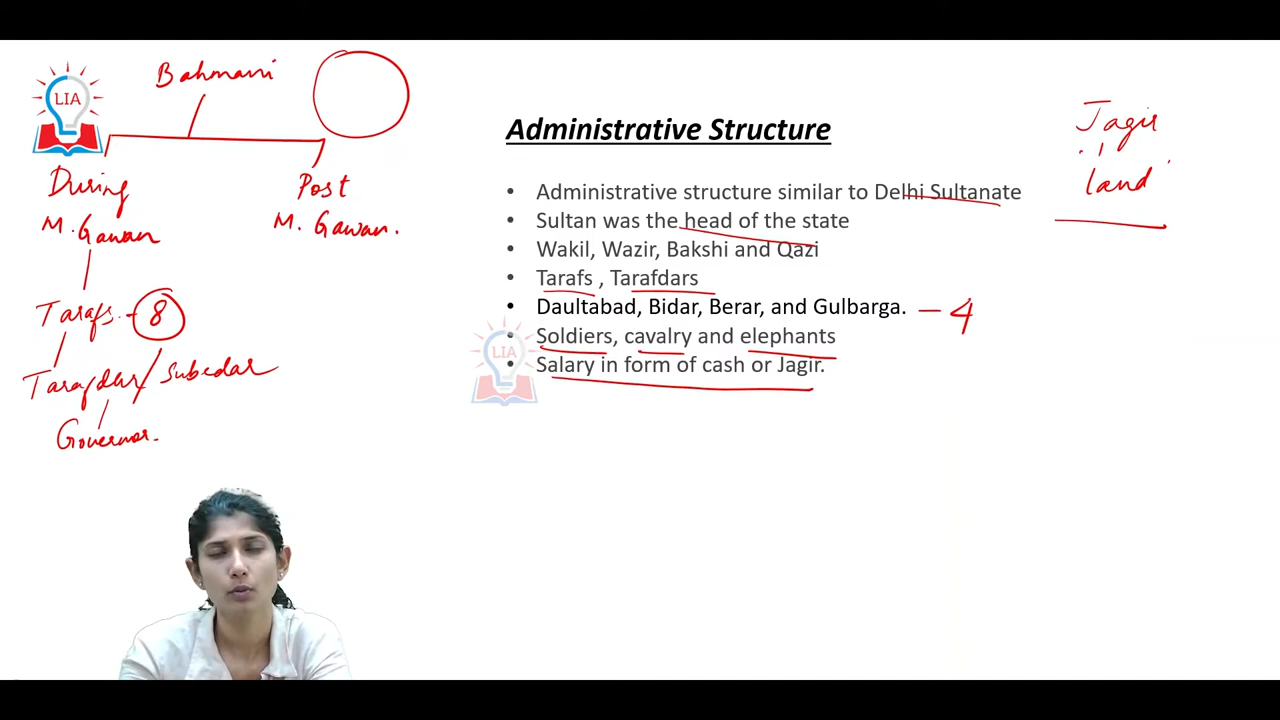 LIA
Bahmani
During
M. Gawan
Post
M. Gawan.
Tarafs - 8
Tarafdar / Subedar
Governor.
Administrative Structure
• Administrative structure similar to Delhi Sultanate
• Sultan was the head of the state
• Wakil, Wazir, Bakshi and Qazi
• Tarafs , Tarafdars
• Daultabad, Bidar, Berar, and Gulbarga. - 4
• Soldiers, cavalry and elephants
• Salary in form of cash or Jagir.
LIA
Jagir
land